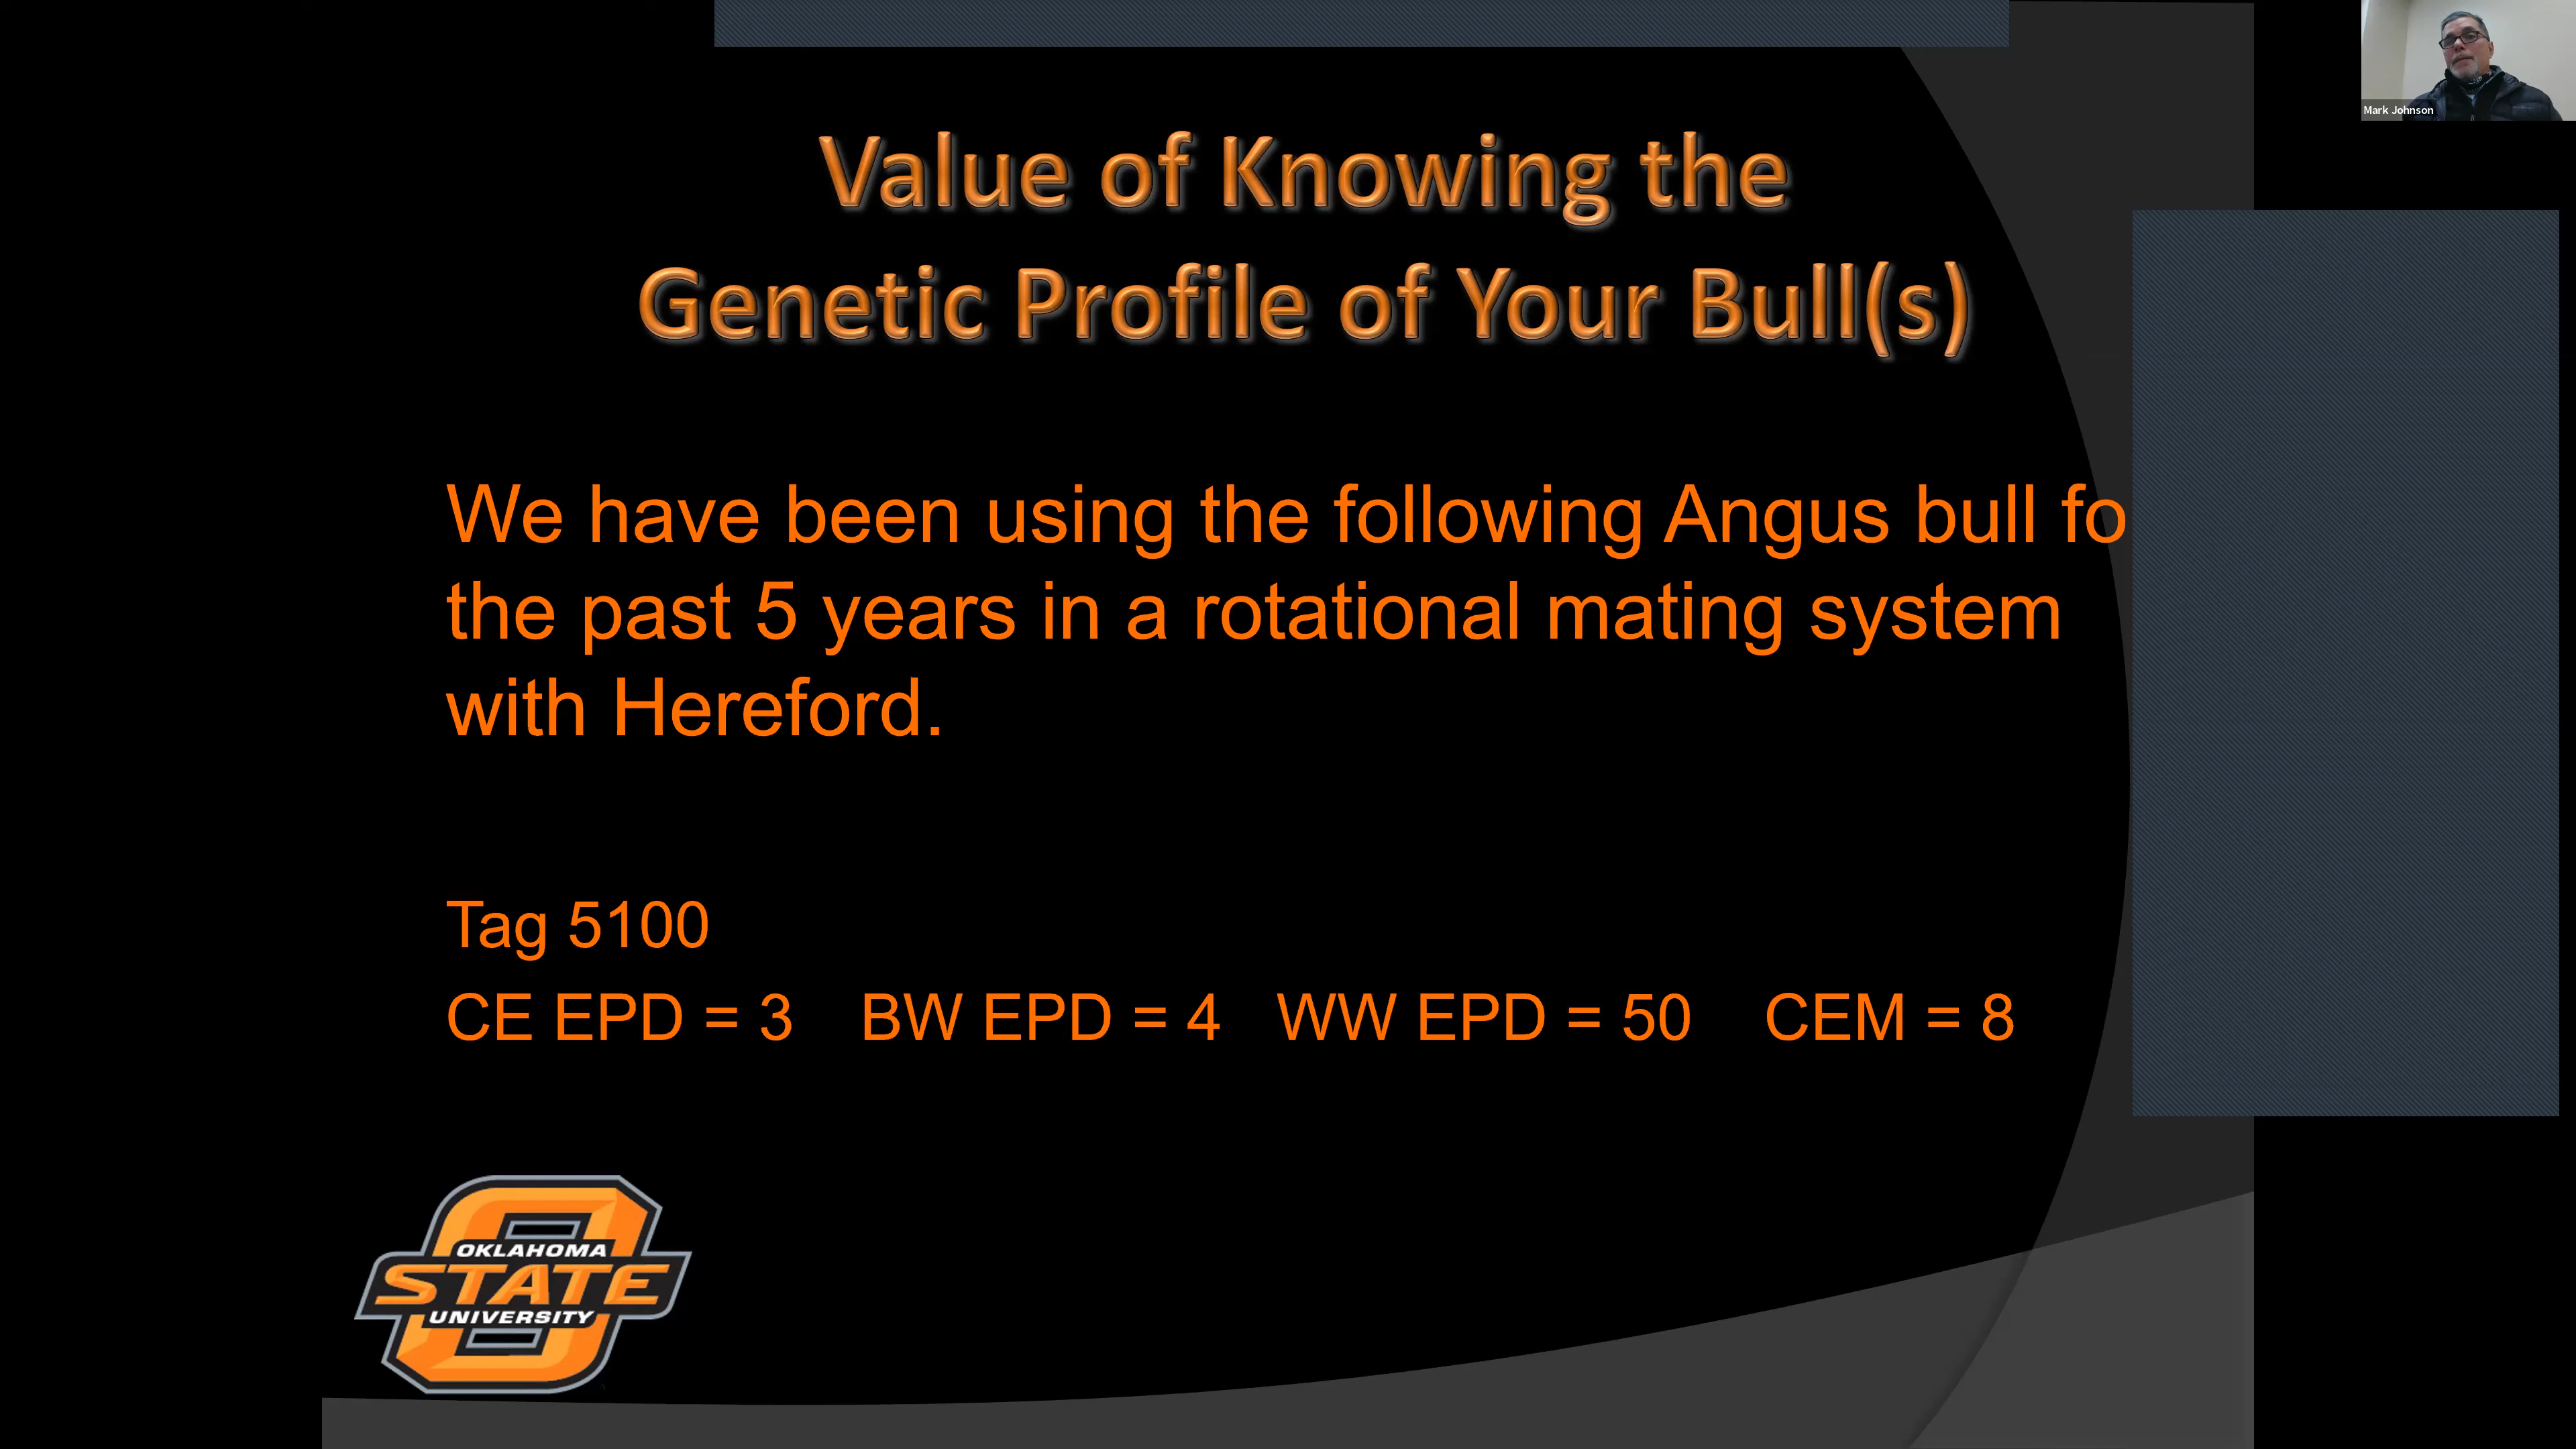 Mark Johnson
Value of Knowing the
Genetic Profile of Your Bull(s)
We have been using the following Angus bull fo
the past 5 years in a rotational mating system
with Hereford.
Tag 5100
CE EPD = 3 BW EPD = 4 WW EPD = 50 CEM = 8
OKLAHOMA
STATE
UNIVERSITY